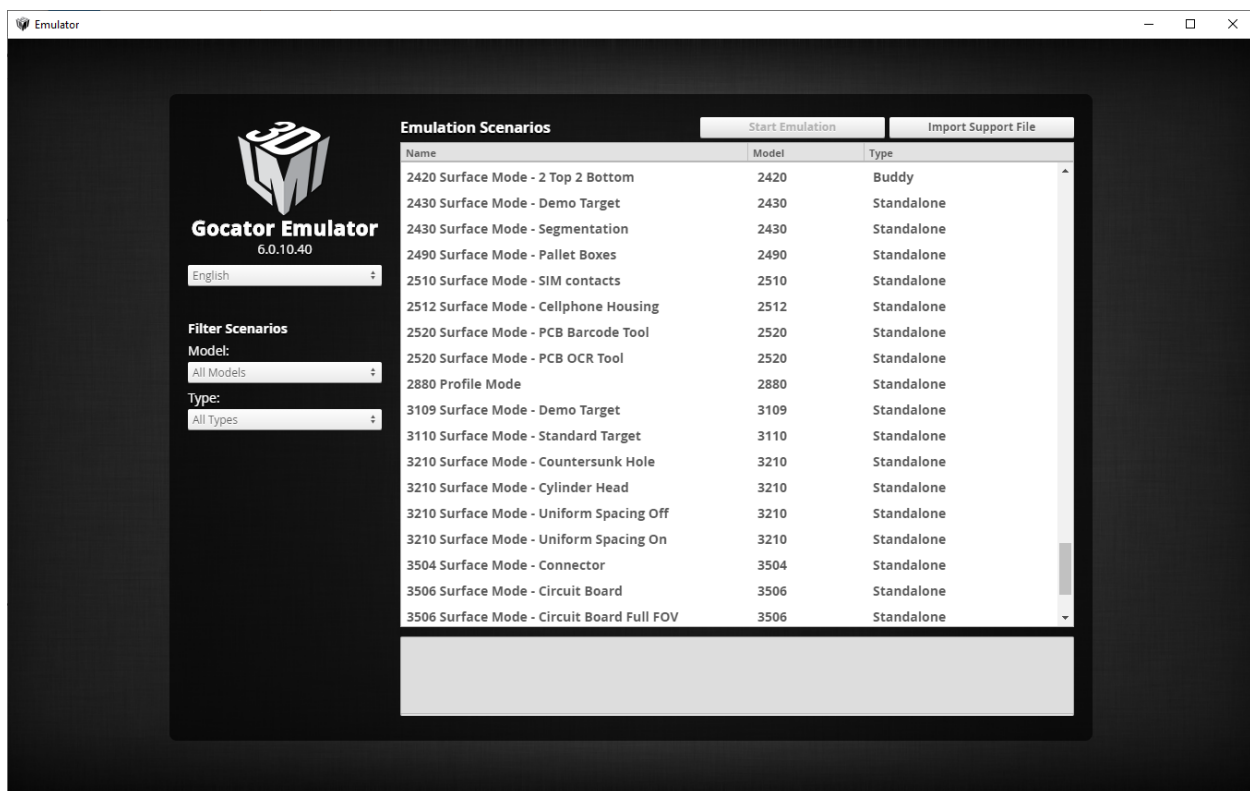 Emulator
3D
LMI
Gocator Emulator
6.0.10.40
English
Filter Scenarios
Model:
All Models
Type:
All Types
Emulation Scenarios
Start Emulation
Import Support File
Name Model Type
2420 Surface Mode - 2 Top 2 Bottom 2420 Buddy
2430 Surface Mode - Demo Target 2430 Standalone
2430 Surface Mode - Segmentation 2430 Standalone
2490 Surface Mode - Pallet Boxes 2490 Standalone
2510 Surface Mode - SIM contacts 2510 Standalone
2512 Surface Mode - Cellphone Housing 2512 Standalone
2520 Surface Mode - PCB Barcode Tool 2520 Standalone
2520 Surface Mode - PCB OCR Tool 2520 Standalone
2880 Profile Mode 2880 Standalone
3109 Surface Mode - Demo Target 3109 Standalone
3110 Surface Mode - Standard Target 3110 Standalone
3210 Surface Mode - Countersunk Hole 3210 Standalone
3210 Surface Mode - Cylinder Head 3210 Standalone
3210 Surface Mode - Uniform Spacing Off 3210 Standalone
3210 Surface Mode - Uniform Spacing On 3210 Standalone
3504 Surface Mode - Connector 3504 Standalone
3506 Surface Mode - Circuit Board 3506 Standalone
3506 Surface Mode - Circuit Board Full FOV 3506 Standalone